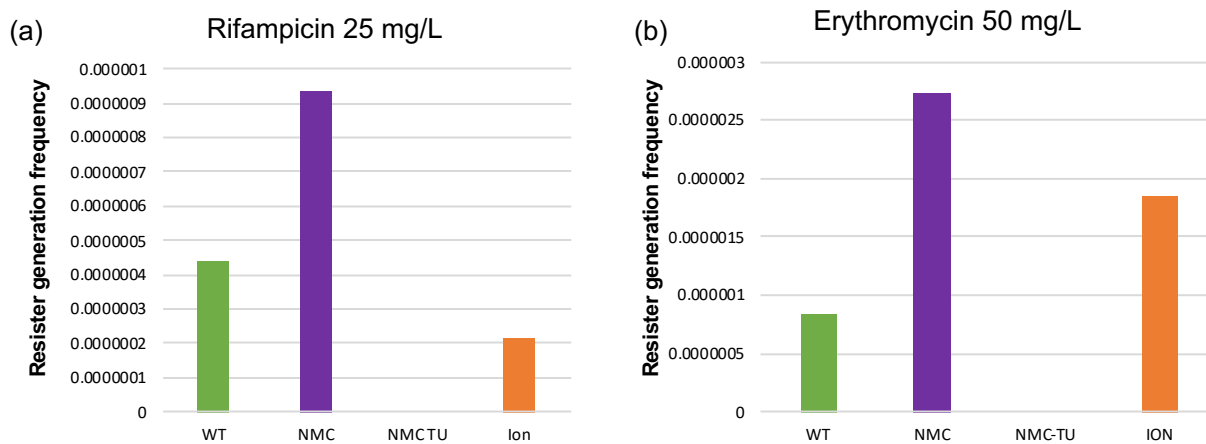 (a)
Rifampicin 25 mg/L
Resister generation frequency
0.000001
0.0000009
0.0000008
0.0000007
0.0000006
0.0000005
0.0000004
0.0000003
0.0000002
0.0000001
0
WT NMC NMC TU Ion
(b)
Erythromycin 50 mg/L
Resister generation frequency
0.000003
0.0000025
0.000002
0.0000015
0.000001
0.0000005
0
WT NMC NMC-TU ION